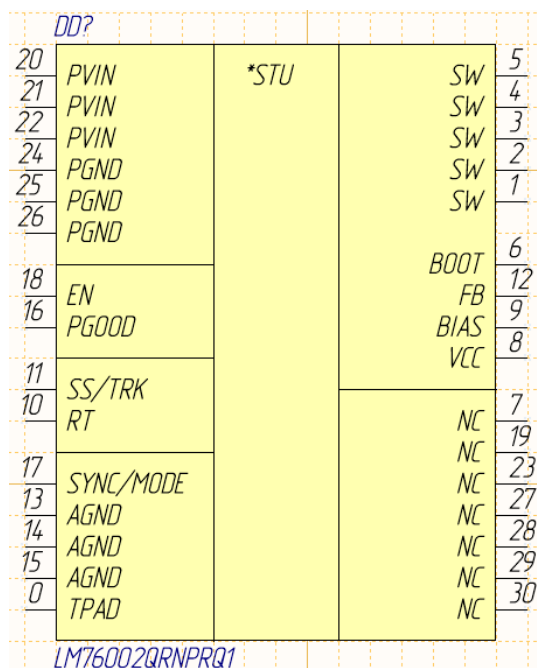 DD?
20 PVIN *STU SW 5
21 PVIN SW 4
22 PVIN SW 3
24 PGND SW 2
25 PGND SW 1
26 PGND
BOOT 6
18 EN FB 12
16 PGOOD BIAS 9
VCC 8
11 SS/TRK
10 RT NC 7
NC 19
17 SYNC/MODE NC 23
13 AGND NC 27
14 AGND NC 28
15 AGND NC 29
0 TPAD NC 30
LM76002QRNPRQ1